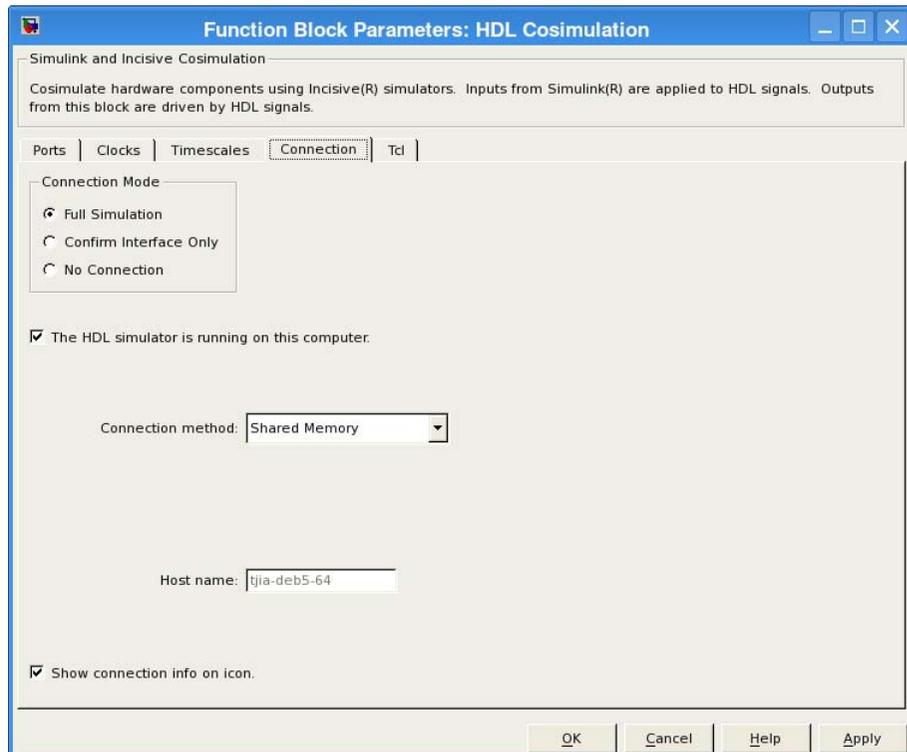 Function Block Parameters: HDL Cosimulation
Simulink and Incisive Cosimulation
Cosimulate hardware components using Incisive(R) simulators. Inputs from Simulink(R) are applied to HDL signals. Outputs
from this block are driven by HDL signals.
Ports Clocks Timescales Connection Tcl
Connection Mode
Full Simulation
Confirm Interface Only
No Connection
The HDL simulator is running on this computer.
Connection method: Shared Memory
Host name: tjia-deb5-64
Show connection info on icon.
OK Cancel Help Apply